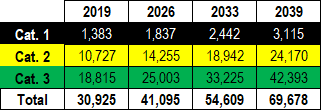 2019 2026 2033 2039
Cat. 1 1,383 1,837 2,442 3,115
Cat. 2 10,727 14,255 18,942 24,170
Cat. 3 18,815 25,003 33,225 42,393
Total 30,925 41,095 54,609 69,678